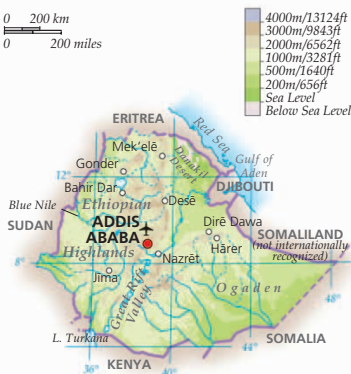 0 200 km
0 200 miles
4000m/13124ft
3000m/9843ft
2000m/6562ft
1000m/3281ft
500m/1640ft
200m/656ft
Sea Level
Below Sea Level
ERITREA
Red Sea
Mek'elē
Gonder
Danakil
Desert
Gulf of
Aden
12°
Bahir Dar
DJIBOUTI
Blue Nile
Ethiopian
Desē
SUDAN
ADDIS
ABABA
Dirē Dawa
SOMALILAND
(not internationally
recognized)
Hārer
Highlands
8°
Nazrēt
Jīma
Great Rift
Valley
Ogaden
48°
L. Turkana
SOMALIA
44°
KENYA
36°
40°